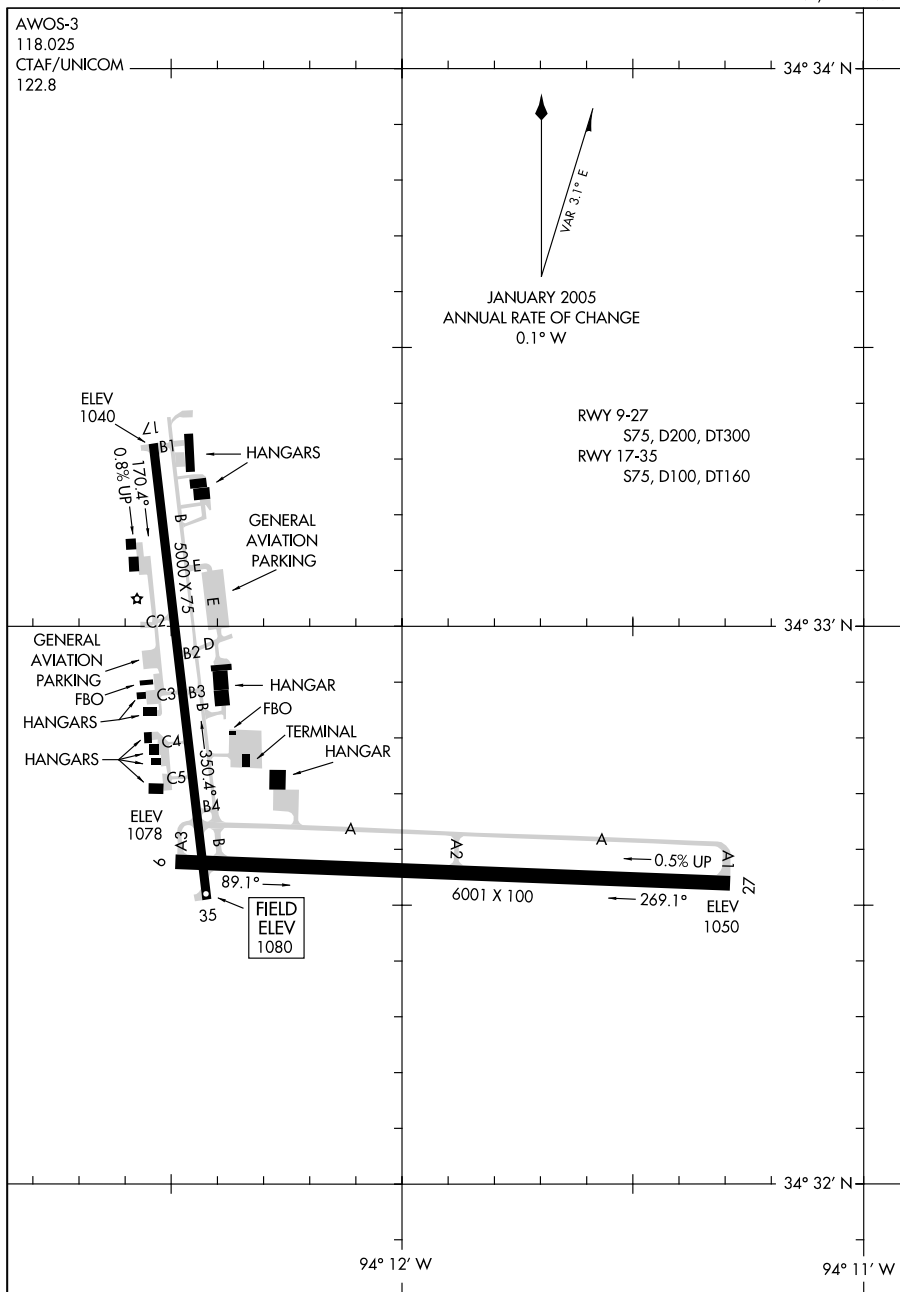 AWOS-3
118.025
CTAF/UNICOM
122.8
34° 34' N
VAR 3.1° E
JANUARY 2005
ANNUAL RATE OF CHANGE
0.1° W
ELEV
1040
17
B1
HANGARS
RWY 9-27
S75, D200, DT300
RWY 17-35
S75, D100, DT160
0.8% UP
170.4°
B
5000 X 75
GENERAL
AVIATION
PARKING
E
E
C2
34° 33' N
D
B2
GENERAL
AVIATION
PARKING
FBO
HANGARS
C3
B3
B
HANGAR
FBO
TERMINAL
HANGAR
C4
HANGARS
350.4°
C5
B4
ELEV
1078
A3
B
A
A
A2
A1
0.5% UP
9
89.1°
6001 X 100
269.1°
27
ELEV
1050
35
FIELD
ELEV
1080
34° 32' N
94° 12' W
94° 11' W